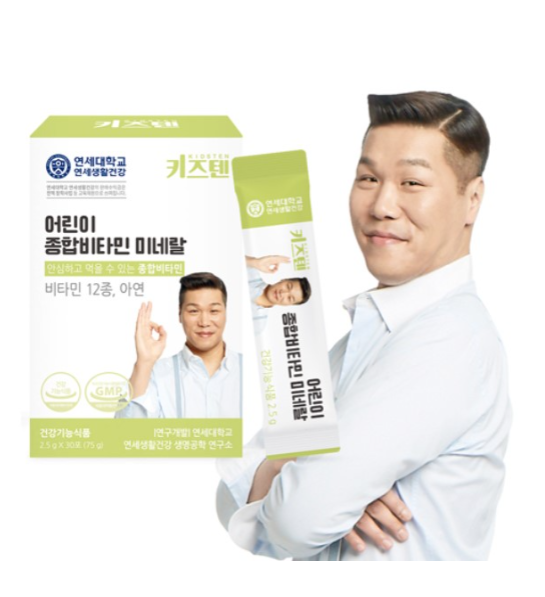 키즈텐
연세대학교
연세생활건강
KIDSTEN
키즈텐
어린이
종합비타민 미네랄
안심하고 먹을 수 있는 종합비타민
비타민 12종, 아연
GMP
건강기능식품
2.5 g X 30포 (75 g)
[연구개발] 연세대학교
연세생활건강 생명공학 연구소
연세대학교
연세생활건강
키즈텐
어린이
종합비타민 미네랄
건강기능식품 2.5 g